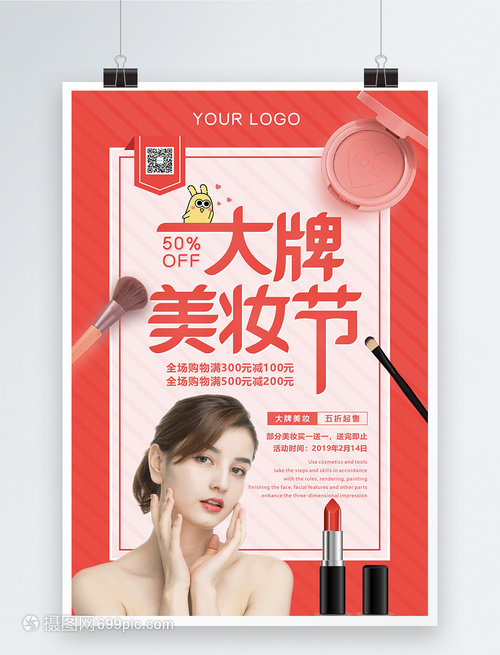 YOUR LOGO
50%
OFF
大牌
美妆节
全场购物满300元减100元
全场购物满500元减200元
大牌美妆 五折起售
部分美妆买一送一，送完即止
活动时间：2019年2月14日
Use cosmetics and tools
take the steps and skills in accordance
with the rules, rendering, painting
finishing the face, facial features and other parts
enhance the three-dimensional impression
摄图网699pic.com